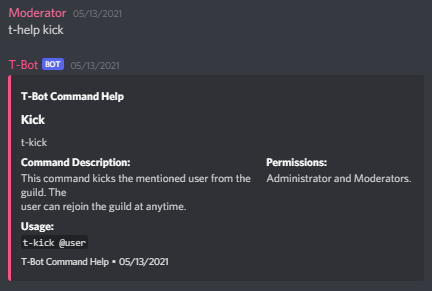 Moderator 05/13/2021
t-help kick
T-Bot BOT 05/13/2021
T-Bot Command Help
Kick
t-kick
Command Description:
This command kicks the mentioned user from the
guild. The
user can rejoin the guild at anytime.
Permissions:
Administrator and Moderators.
Usage:
t-kick @user
T-Bot Command Help • 05/13/2021